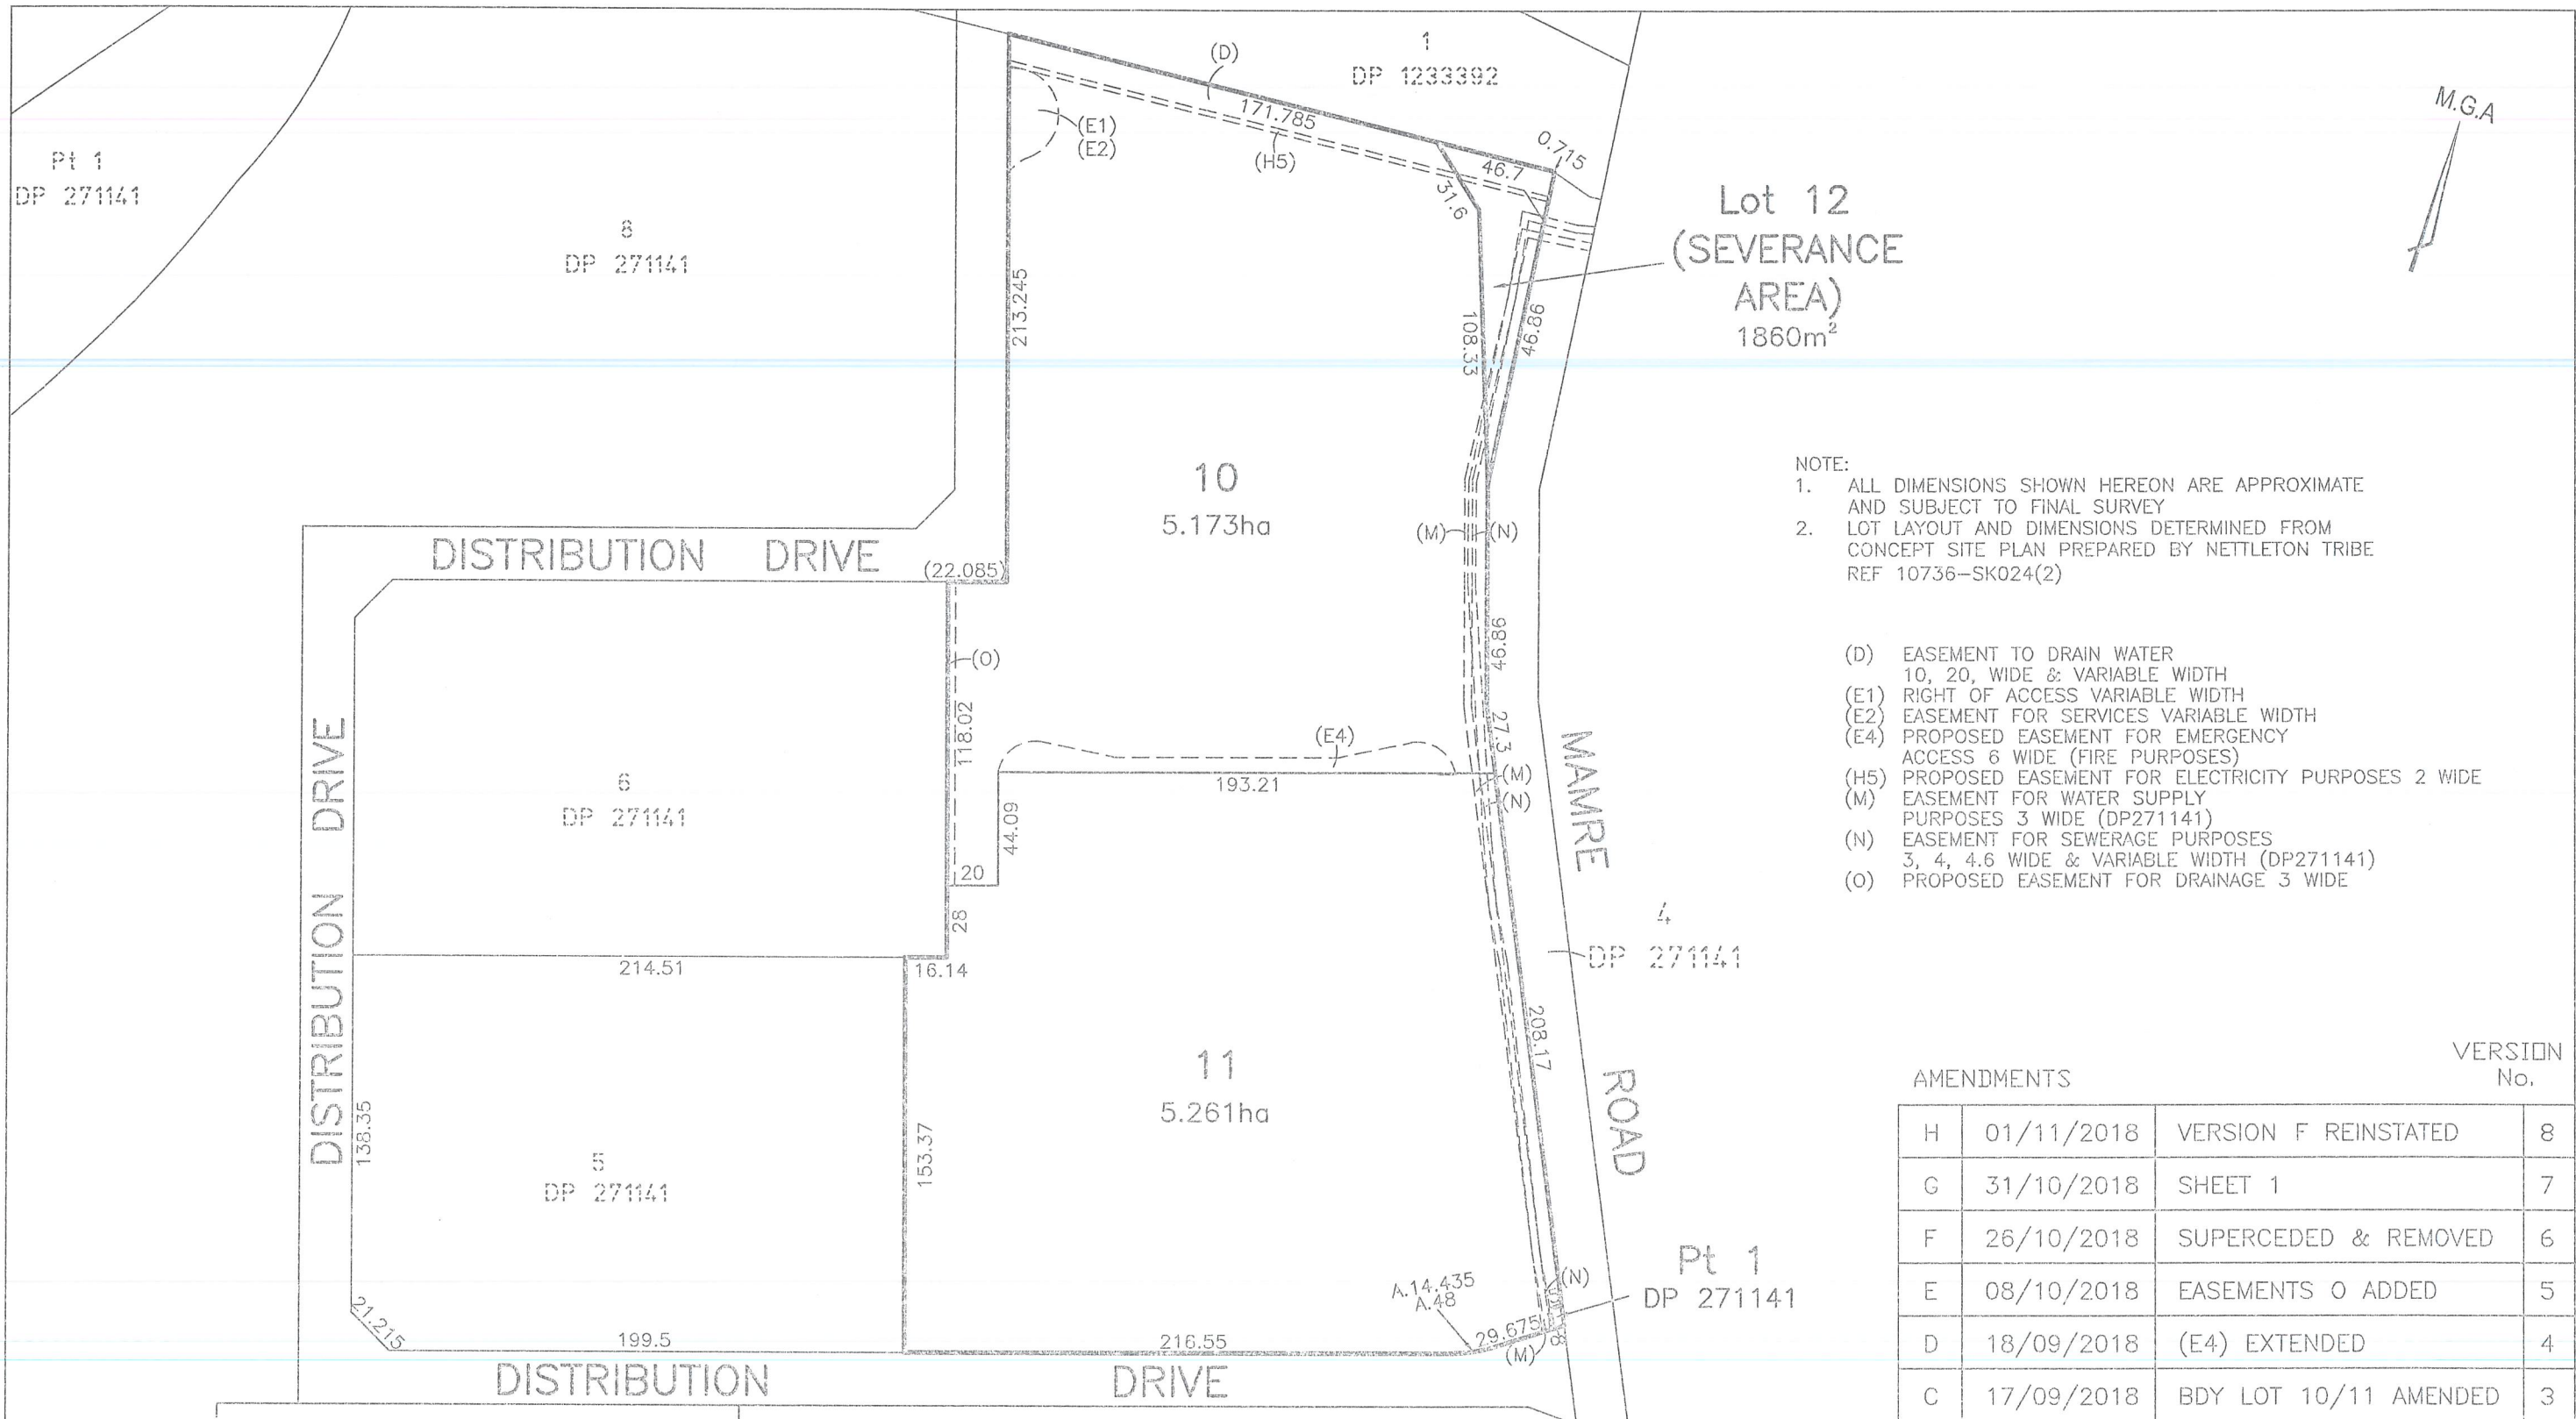 1
DP 1233392
(D)
171.785
(H5)
(E1)
(E2)
46.7
0.715
31.6
M.G.A
Pt 1
DP 271141
8
DP 271141
Lot 12
(SEVERANCE
AREA)
1860m²
213.245
108.33
46.86
10
5.173ha
(M)
(N)
NOTE:
1. ALL DIMENSIONS SHOWN HEREON ARE APPROXIMATE
AND SUBJECT TO FINAL SURVEY
2. LOT LAYOUT AND DIMENSIONS DETERMINED FROM
CONCEPT SITE PLAN PREPARED BY NETTLETON TRIBE
REF 10736-SK024(2)
DISTRIBUTION DRIVE
(22.085)
(O)
118.02
46.86
27.3
(D) EASEMENT TO DRAIN WATER
10, 20, WIDE & VARIABLE WIDTH
(E1) RIGHT OF ACCESS VARIABLE WIDTH
(E2) EASEMENT FOR SERVICES VARIABLE WIDTH
(E4) PROPOSED EASEMENT FOR EMERGENCY
ACCESS 6 WIDE (FIRE PURPOSES)
(H5) PROPOSED EASEMENT FOR ELECTRICITY PURPOSES 2 WIDE
(M) EASEMENT FOR WATER SUPPLY
PURPOSES 3 WIDE (DP271141)
(N) EASEMENT FOR SEWERAGE PURPOSES
3, 4, 4.6 WIDE & VARIABLE WIDTH (DP271141)
(O) PROPOSED EASEMENT FOR DRAINAGE 3 WIDE
DISTRIBUTION DRIVE
6
DP 271141
(E4)
193.21
(M)
(N)
44.09
20
28
MAMRE ROAD
4
DP 271141
214.51
16.14
208.17
11
5.261ha
138.35
5
DP 271141
153.37
21.215
199.5
216.55
A.14.435
A.48
29.675
(M)
(N)
Pt 1
DP 271141
DISTRIBUTION DRIVE
AMENDMENTS
VERSION
No.
H 01/11/2018 VERSION F REINSTATED 8
G 31/10/2018 SHEET 1 7
F 26/10/2018 SUPERCEDED & REMOVED 6
E 08/10/2018 EASEMENTS O ADDED 5
D 18/09/2018 (E4) EXTENDED 4
C 17/09/2018 BDY LOT 10/11 AMENDED 3